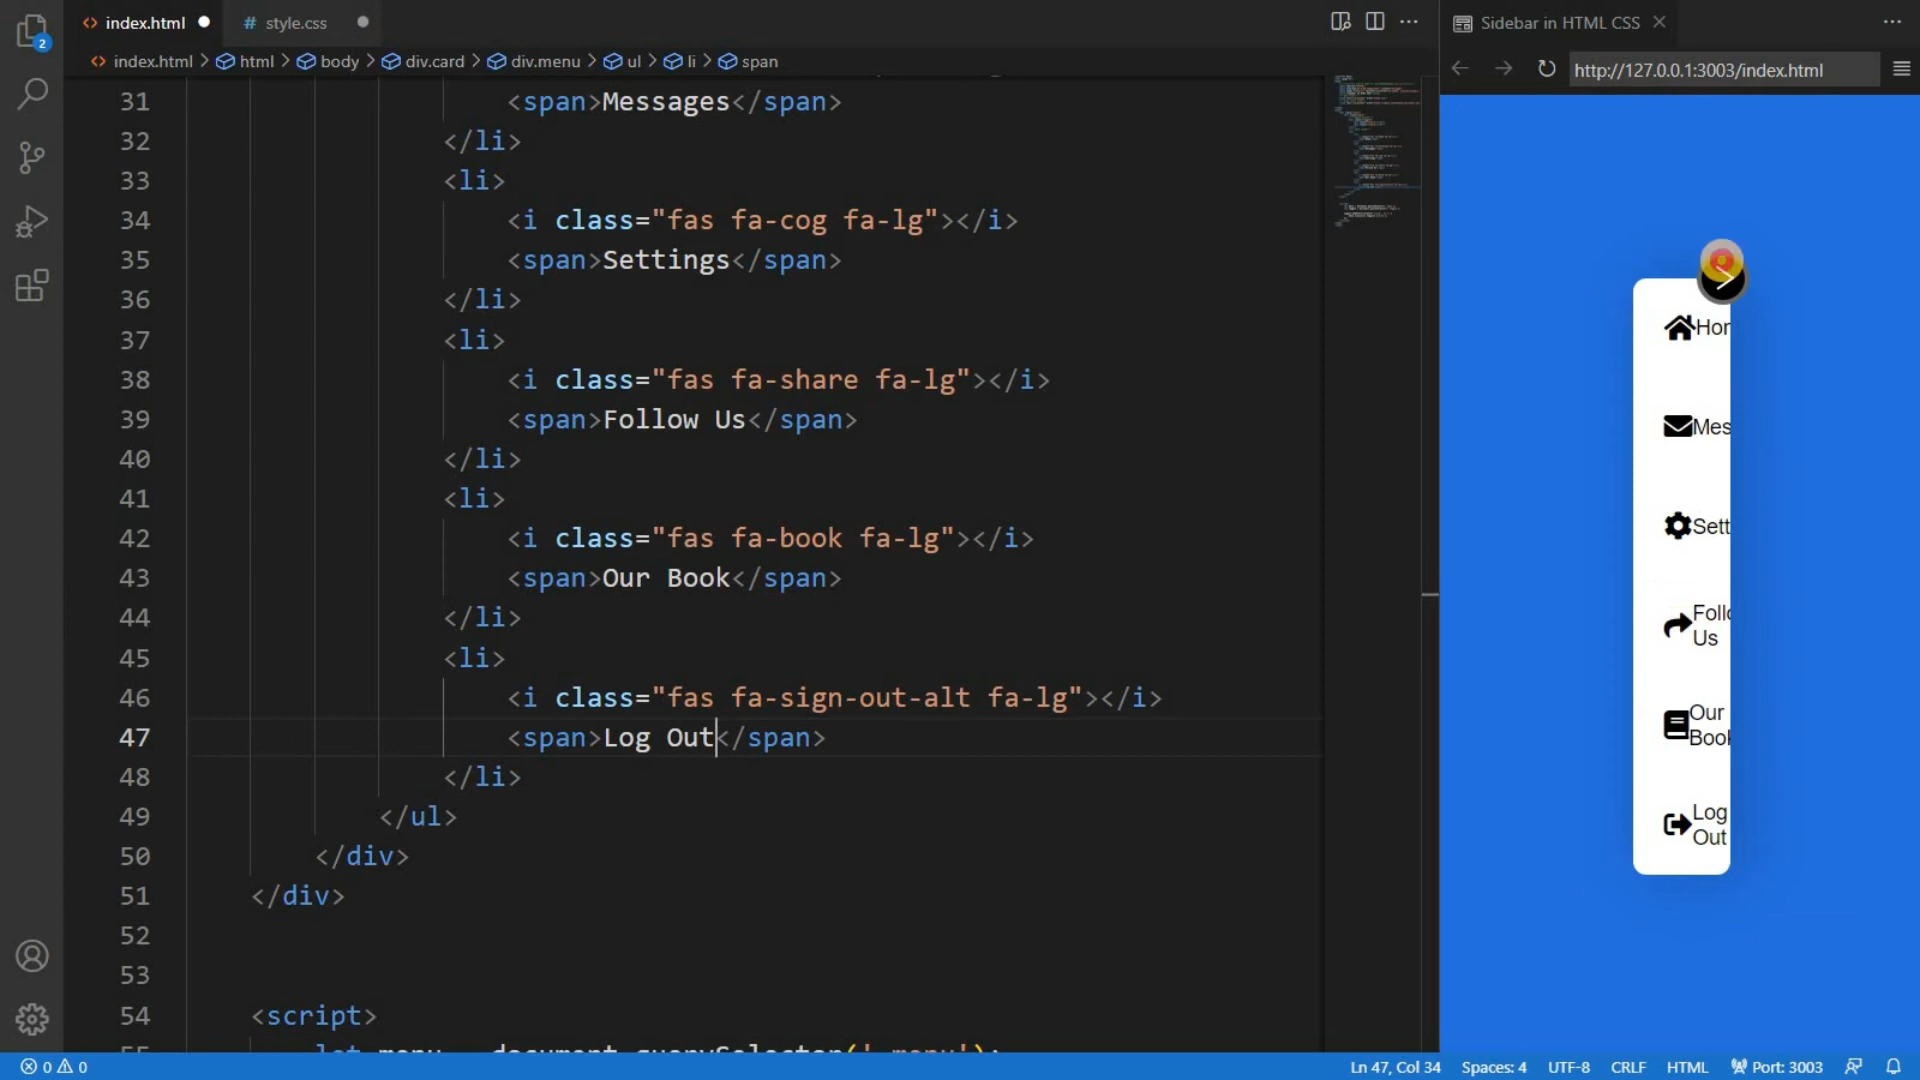 index.html
# style.css
Sidebar in HTML CSS
2
index.html > html > body > div.card > div.menu > ul > li > span
http://127.0.0.1:3003/index.html
31 <span>Messages</span>
32 </li>
33 <li>
34 <i class="fas fa-cog fa-lg"></i>
35 <span>Settings</span>
36 </li>
37 <li>
38 <i class="fas fa-share fa-lg"></i>
39 <span>Follow Us</span>
40 </li>
41 <li>
42 <i class="fas fa-book fa-lg"></i>
43 <span>Our Book</span>
44 </li>
45 <li>
46 <i class="fas fa-sign-out-alt fa-lg"></i>
47 <span>Log Out</span>
48 </li>
49 </ul>
50 </div>
51 </div>
52
53
54 <script>
55 let menu = document.querySelector('.menu');
Hor
Mes
Sett
Follo
Us
Our
Book
Log
Out
0 0
Ln 47, Col 34
Spaces: 4
UTF-8
CRLF
HTML
Port: 3003